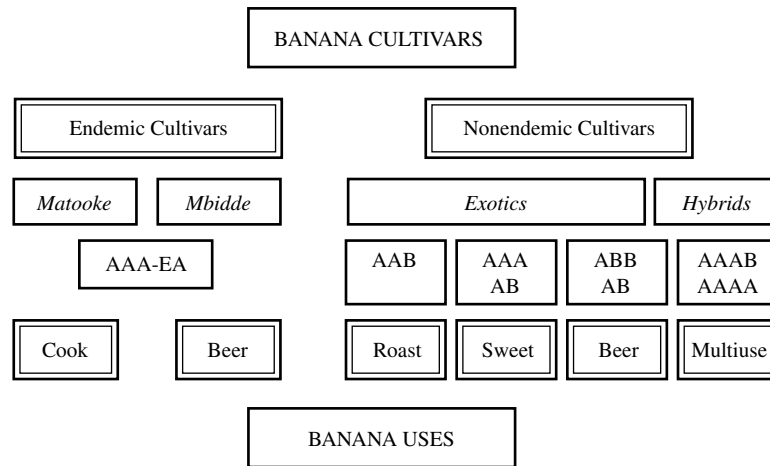 BANANA CULTIVARS
Endemic Cultivars
Nonendemic Cultivars
Matooke
Mbidde
Exotics
Hybrids
AAA-EA
AAB
AAA
AB
ABB
AB
AAAB
AAAA
Cook
Beer
Roast
Sweet
Beer
Multiuse
BANANA USES